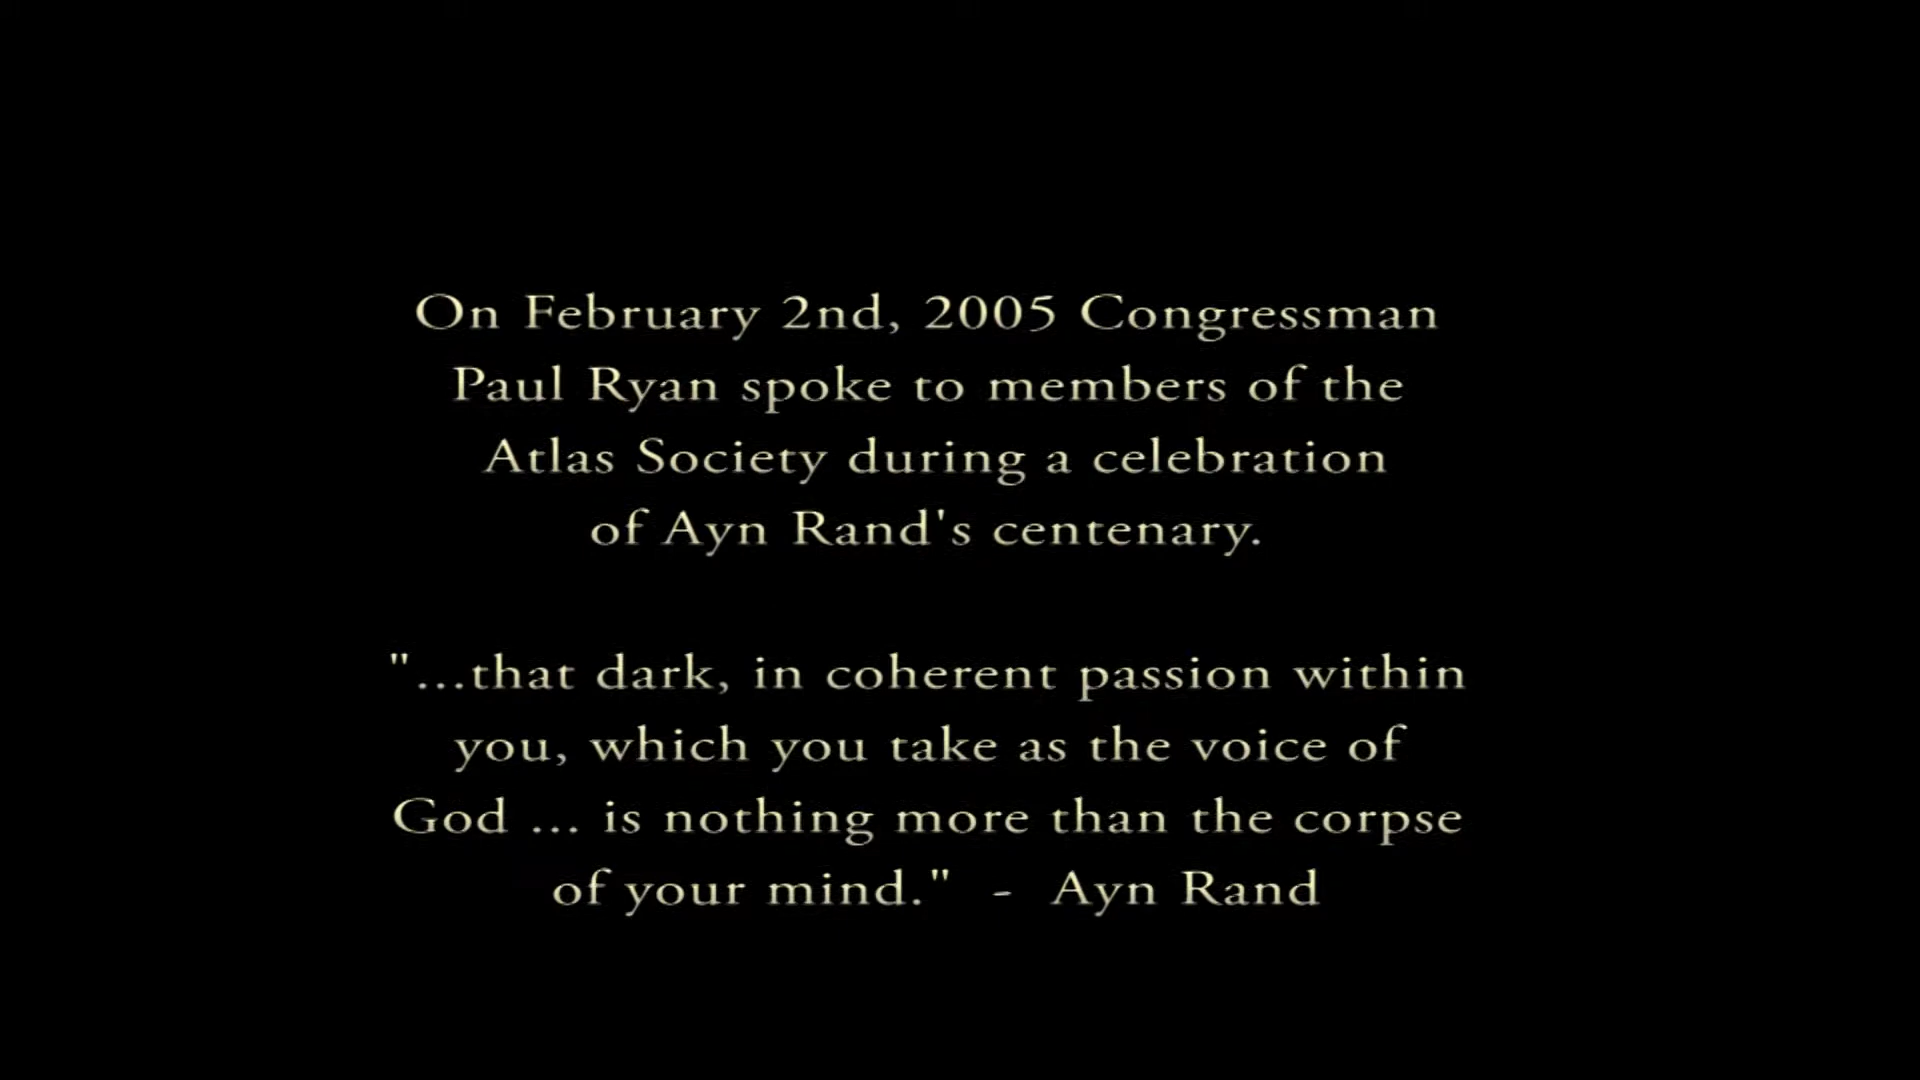 On February 2nd, 2005 Congressman
Paul Ryan spoke to members of the
Atlas Society during a celebration
of Ayn Rand's centenary.
"...that dark, in coherent passion within
you, which you take as the voice of
God ... is nothing more than the corpse
of your mind." - Ayn Rand